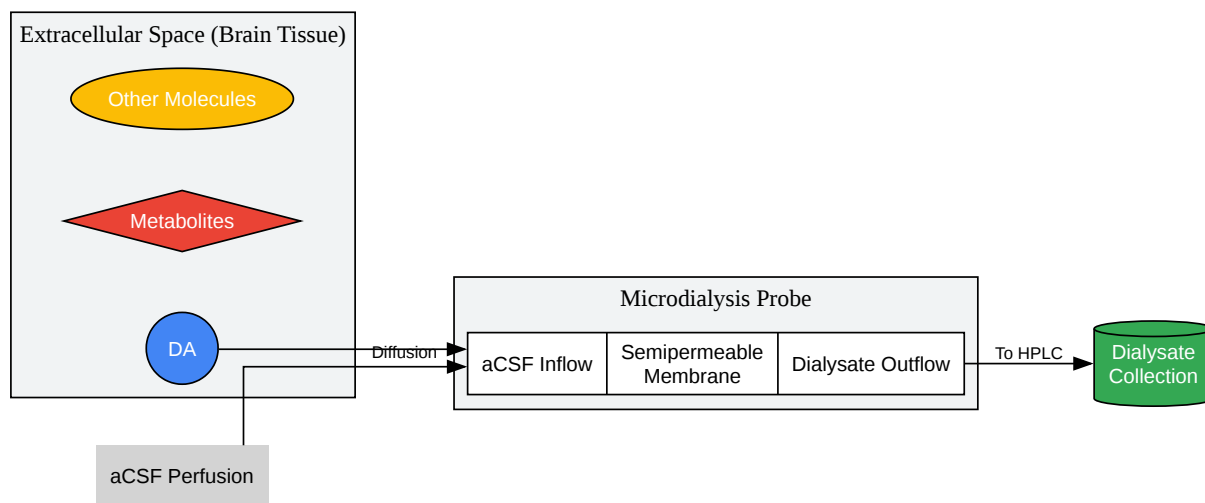 Extracellular Space (Brain Tissue)
Other Molecules
Metabolites
DA
Diffusion
aCSF Perfusion
Microdialysis Probe
aCSF Inflow
Semipermeable
Membrane
Dialysate Outflow
To HPLC
Dialysate
Collection